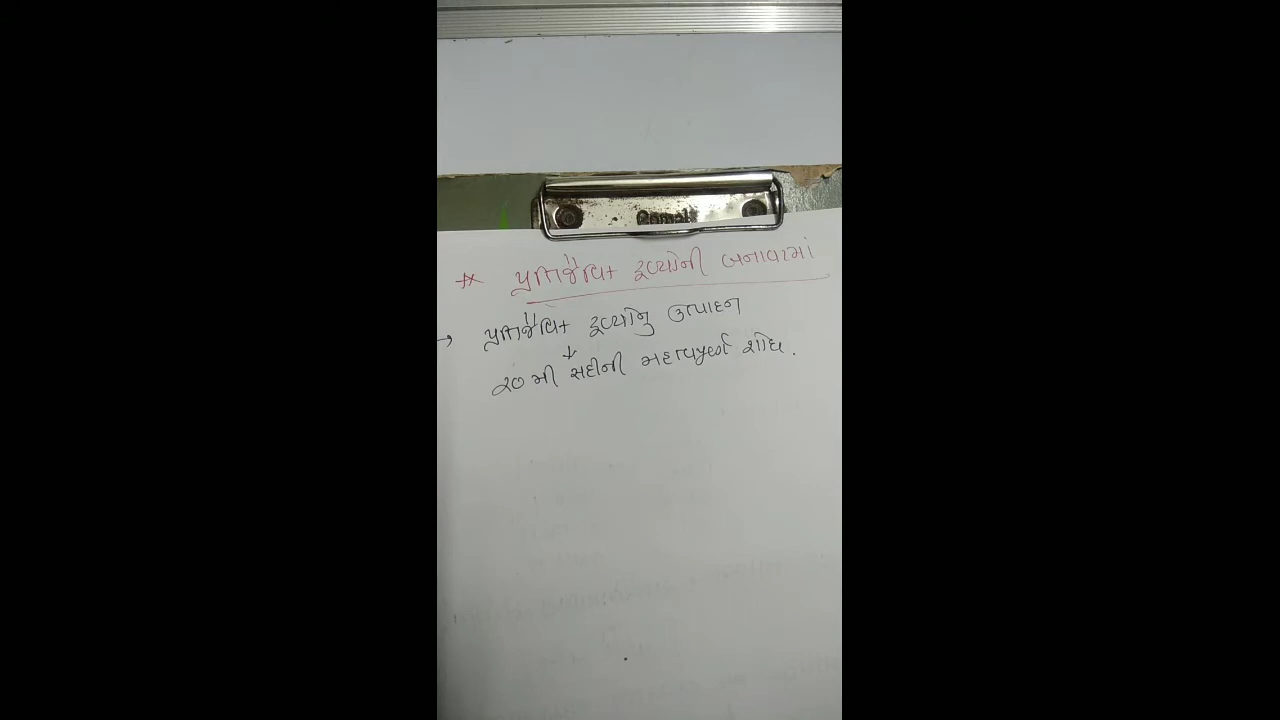 * પ્રતિજૈવિક દ્રવ્યોની બનાવટમાં
→ પ્રતિજૈવિક દ્રવ્યોનુ ઉત્પાદન
↓
૨૦ મી સદીની મહત્વપૂર્ણ શોધ.